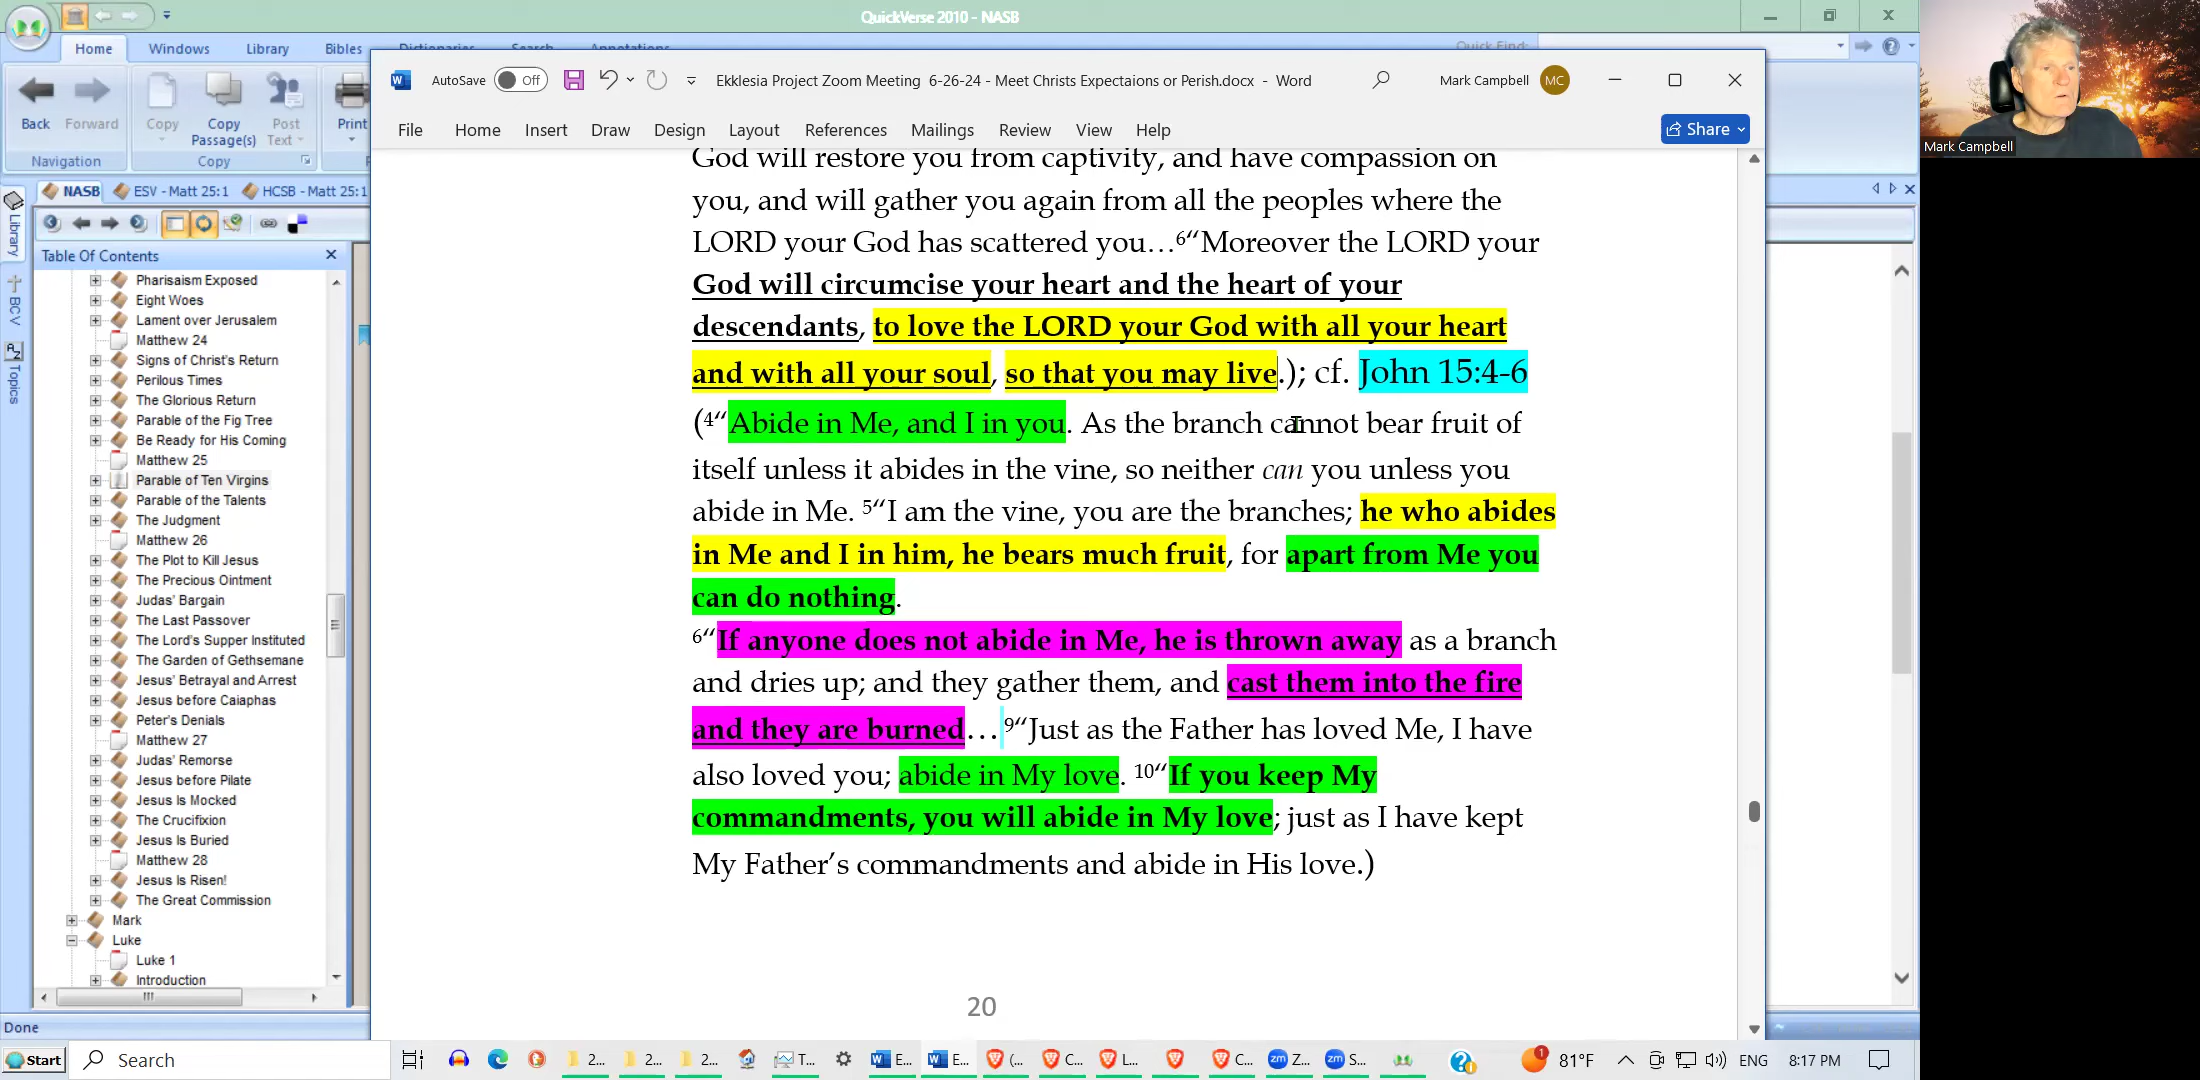 QuickVerse 2010 - NASB
Home Windows Library Bibles Dictionaries Search Annotations Quick Find:
Back Forward Copy Copy Passage(s) Post Text Print
Navigation Copy
AutoSave Off Ekklesia Project Zoom Meeting 6-26-24 - Meet Christs Expectaions or Perish.docx - Word Mark Campbell MC
File Home Insert Draw Design Layout References Mailings Review View Help Share
NASB ESV - Matt 25:1 HCSB - Matt 25:1
Library
BCV
Topics
Table Of Contents
Pharisaism Exposed
Eight Woes
Lament over Jerusalem
Matthew 24
Signs of Christ's Return
Perilous Times
The Glorious Return
Parable of the Fig Tree
Be Ready for His Coming
Matthew 25
Parable of Ten Virgins
Parable of the Talents
The Judgment
Matthew 26
The Plot to Kill Jesus
The Precious Ointment
Judas' Bargain
The Last Passover
The Lord's Supper Instituted
The Garden of Gethsemane
Jesus' Betrayal and Arrest
Jesus before Caiaphas
Peter's Denials
Matthew 27
Judas' Remorse
Jesus before Pilate
Jesus Is Mocked
The Crucifixion
Jesus Is Buried
Matthew 28
Jesus Is Risen!
The Great Commission
Mark
Luke
Luke 1
Introduction
Done
God will restore you from captivity, and have compassion on
you, and will gather you again from all the peoples where the
LORD your God has scattered you…⁶“Moreover the LORD your
God will circumcise your heart and the heart of your
descendants, to love the LORD your God with all your heart
and with all your soul, so that you may live.); cf. John 15:4-6
(⁴“Abide in Me, and I in you. As the branch cannot bear fruit of
itself unless it abides in the vine, so neither can you unless you
abide in Me. ⁵“I am the vine, you are the branches; he who abides
in Me and I in him, he bears much fruit, for apart from Me you
can do nothing.
⁶“If anyone does not abide in Me, he is thrown away as a branch
and dries up; and they gather them, and cast them into the fire
and they are burned… ⁹“Just as the Father has loved Me, I have
also loved you; abide in My love. ¹⁰“If you keep My
commandments, you will abide in My love; just as I have kept
My Father’s commandments and abide in His love.)
20
Mark Campbell
Start Search 2... 2... 2... T... E... E... (... C... L... C... zm Z... zm S... 1 81°F ENG 8:17 PM